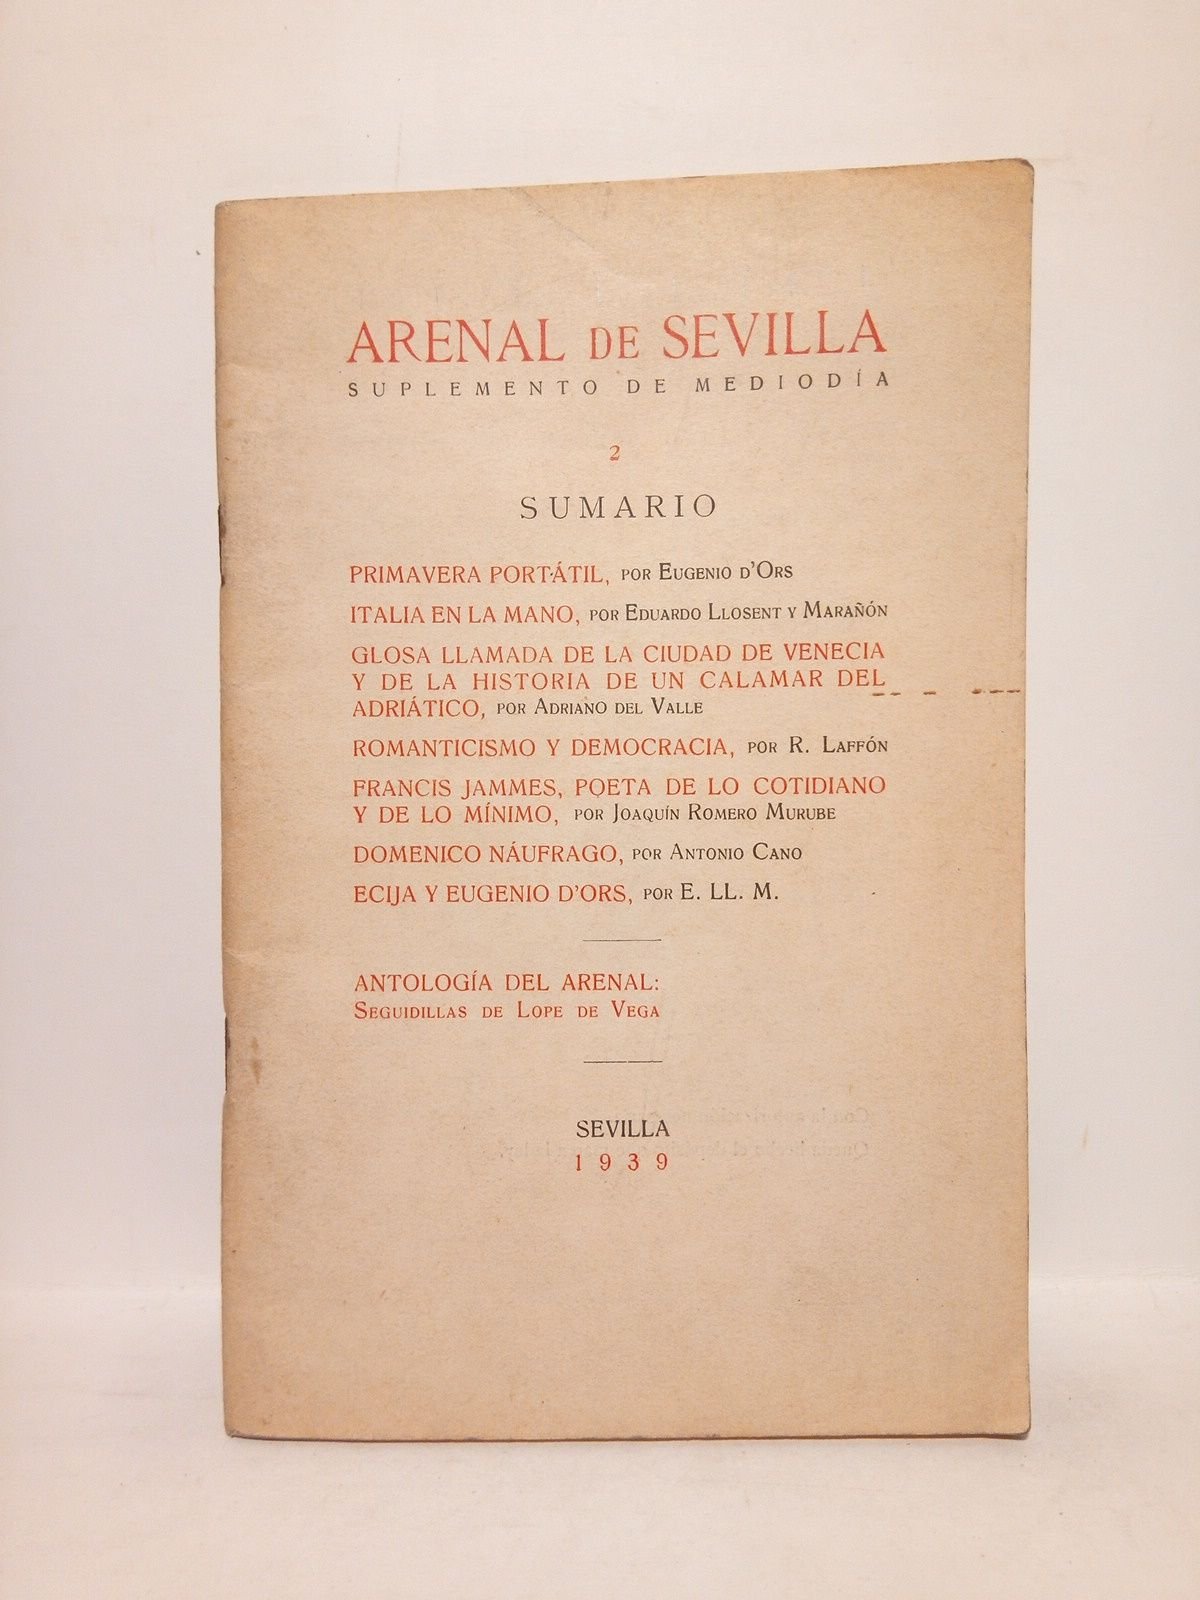 ARENAL DE SEVILLA
SUPLEMENTO DE MEDIODÍA
2
SUMARIO
PRIMAVERA PORTÁTIL, POR EUGENIO D'ORS
ITALIA EN LA MANO, POR EDUARDO LLOSENT Y MARAÑÓN
GLOSA LLAMADA DE LA CIUDAD DE VENECIA
Y DE LA HISTORIA DE UN CALAMAR DEL
ADRIÁTICO, POR ADRIANO DEL VALLE
ROMANTICISMO Y DEMOCRACIA, POR R. LAFFÓN
FRANCIS JAMMES, POETA DE LO COTIDIANO
Y DE LO MÍNIMO, POR JOAQUÍN ROMERO MURUBE
DOMENICO NÁUFRAGO, POR ANTONIO CANO
ECIJA Y EUGENIO D'ORS, POR E. LL. M.
ANTOLOGÍA DEL ARENAL:
SEGUIDILLAS DE LOPE DE VEGA
SEVILLA
1939